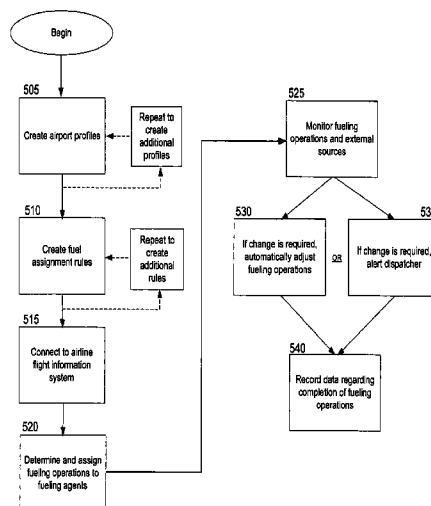 Begin
505
Create airport profiles
Repeat to
create
additional
profiles
510
Create fuel
assignment rules
Repeat to
create
additional
rules
515
Connect to airline
flight information
system
520
Determine and assign
fueling operations to
fueling agents
525
Monitor fueling
operations and external
sources
530
If change is required,
automatically adjust
fueling operations
OR
If change is required,
alert dispatcher
540
Record data regarding
completion of fueling
operations